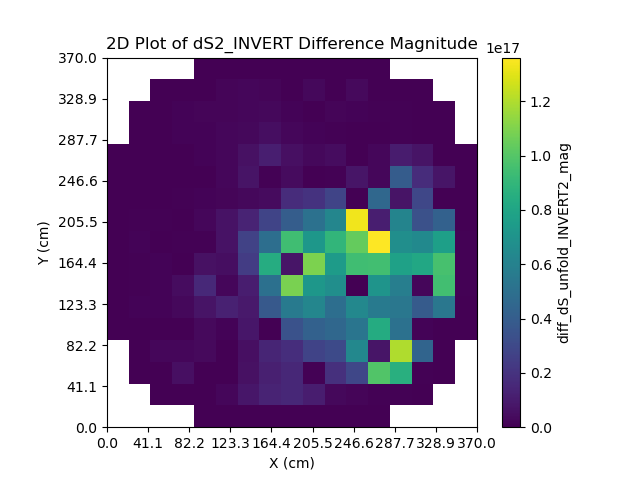 2D Plot of dS2_INVERT Difference Magnitude
1e17
370.0
328.9
287.7
246.6
205.5
164.4
123.3
82.2
41.1
0.0
Y (cm)
0.0 41.1 82.2 123.3 164.4 205.5 246.6 287.7 328.9 370.0
X (cm)
1.2
1.0
0.8
0.6
0.4
0.2
0.0
diff_dS_unfold_INVERT2_mag